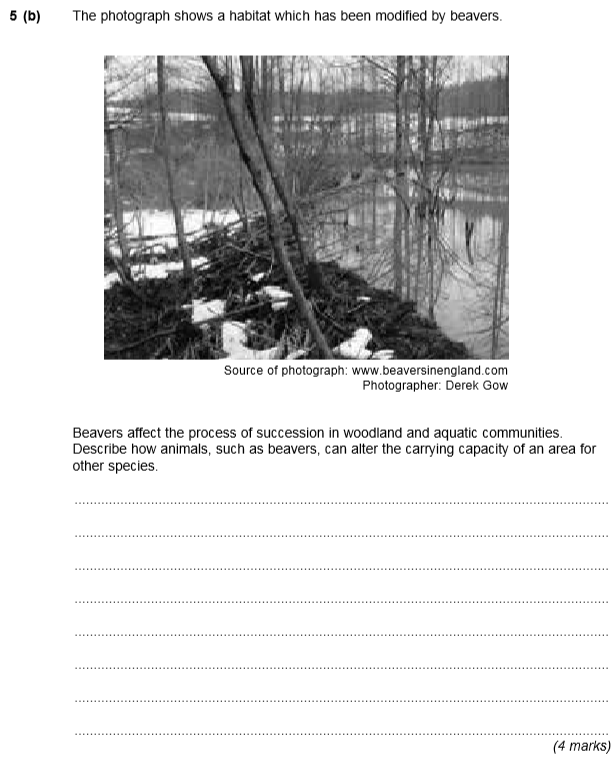 5 (b) The photograph shows a habitat which has been modified by beavers.
Source of photograph: www.beaversinengland.com
Photographer: Derek Gow
Beavers affect the process of succession in woodland and aquatic communities.
Describe how animals, such as beavers, can alter the carrying capacity of an area for
other species.
(4 marks)